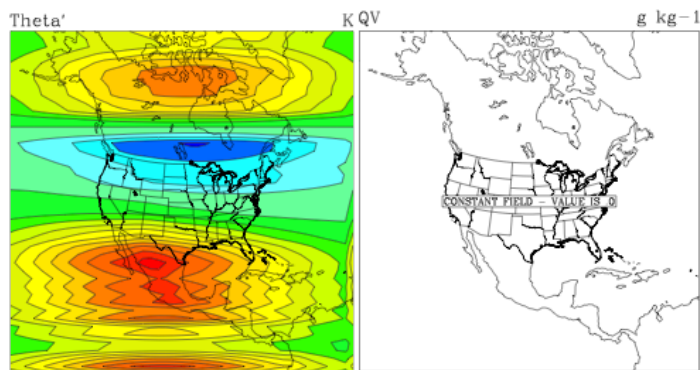 Theta' K
QV g kg-1
CONSTANT FIELD - VALUE IS 0